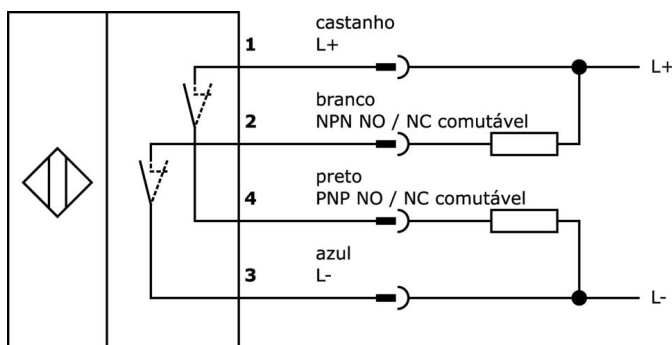 castanho
1 L+
L+
branco
2 NPN NO / NC comutável
preto
4 PNP NO / NC comutável
azul
3 L-
L-